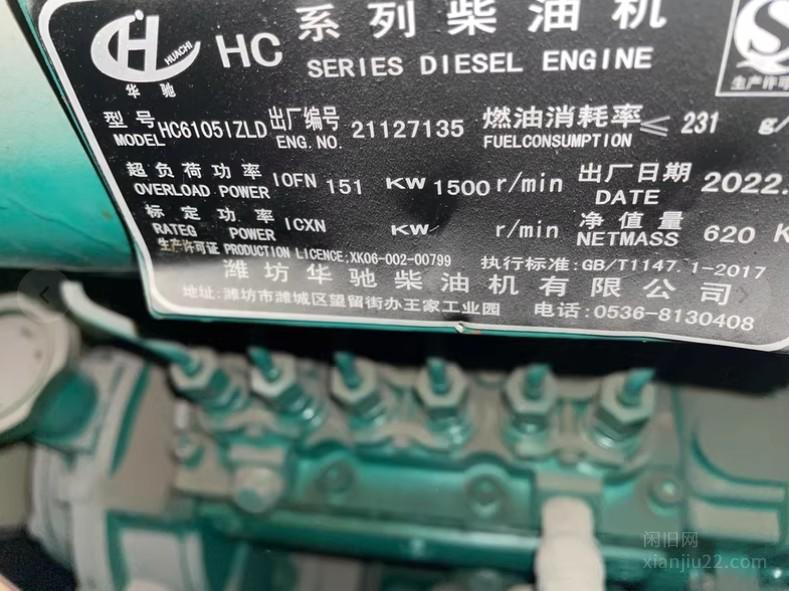 HC 系列柴油机
HUACHI
华驰
SERIES DIESEL ENGINE
生产许可
型号 MODEL HC6105IZLD 出厂编号 ENG.NO. 21127135 燃油消耗率 FUELCONSUMPTION ≤ 231 g/
超负荷功率 OVERLOAD POWER IOFN 151 KW 1500 r/min 出厂日期 DATE 2022.
标定功率 RATEG POWER ICXN KW r/min 净值量 NETMASS 620 K
生产许可证 PRODUCTION LICENCE:XK06-002-00799 执行标准:GB/T1147.1-2017
潍坊华驰柴油机有限公司
地址:潍坊市潍城区望留街办王家工业园 电话:0536-8130408
闲旧网
xianjiu22.com